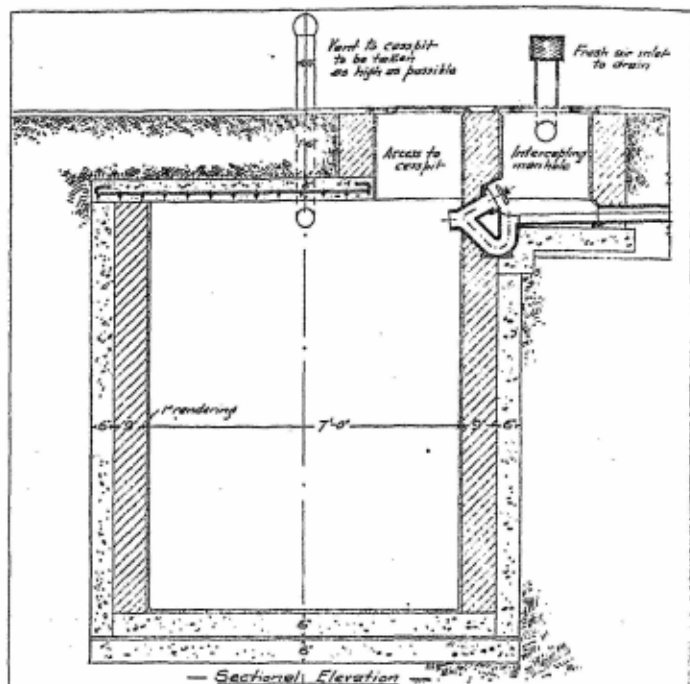 Vent to cesspit
to be taken
as high as possible
Fresh air inlet
to drain
Access to
cesspit
Intercepting
manhole
1" rendering
6" 9" 7'-0" 9" 6"
6"
6"
— Sectional Elevation —